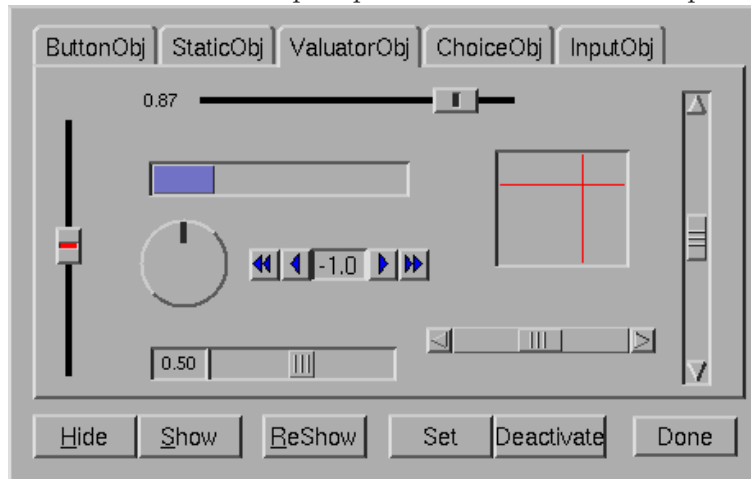 ButtonObj StaticObj ValuatorObj ChoiceObj InputObj
0.87
-1.0
0.50
Hide Show ReShow Set Deactivate Done